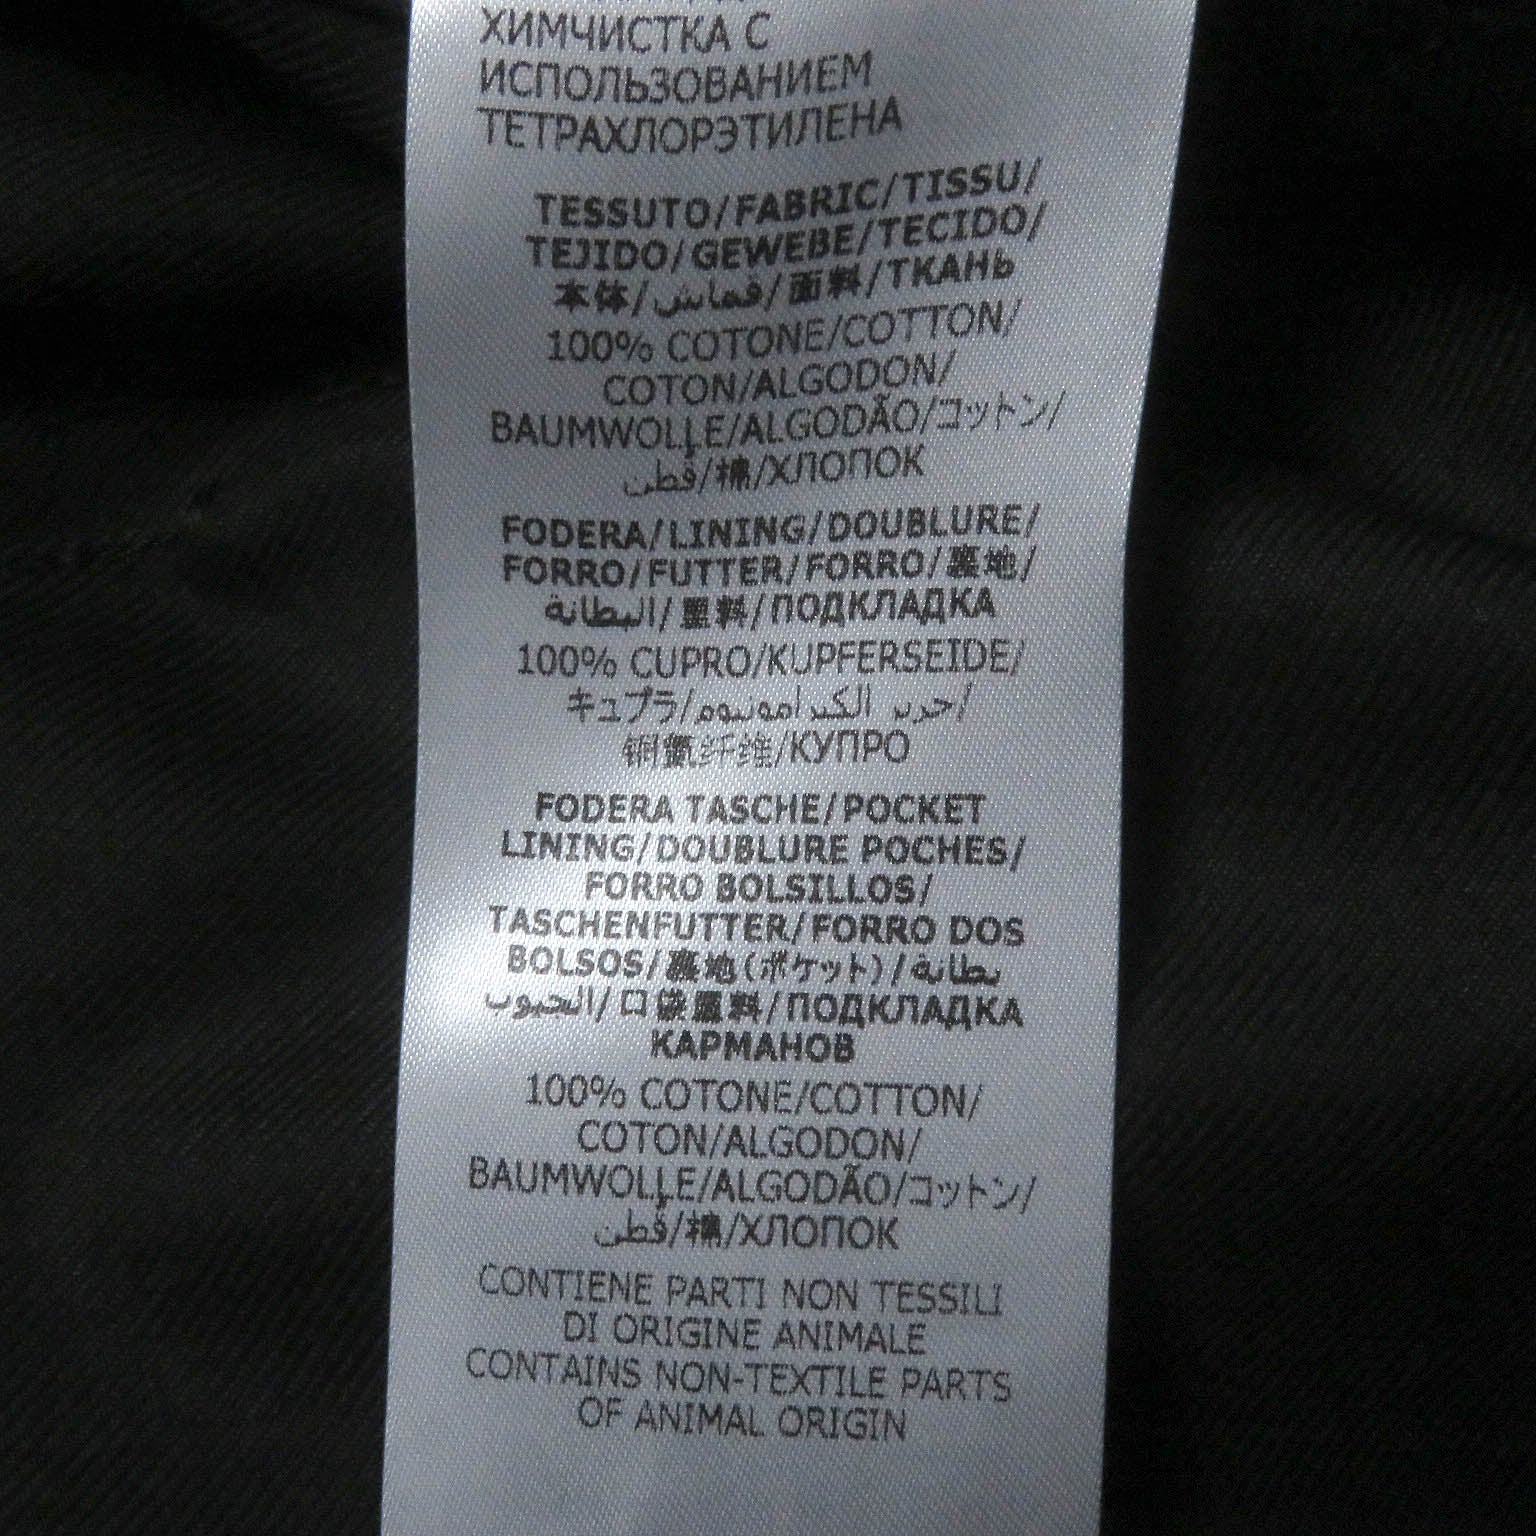 ХИМЧИСТКА С
ИСПОЛЬЗОВАНИЕМ
ТЕТРАХЛОРЭТИЛЕНА
TESSUTO/FABRIC/TISSU/
TEJIDO/GEWEBE/TECIDO/
本体/قماش/面料/ТКАНЬ
100% COTONE/COTTON/
COTON/ALGODON/
BAUMWOLLE/ALGODÃO/コットン/
قطن/棉/ХЛОПОК
FODERA/LINING/DOUBLURE/
FORRO/FUTTER/FORRO/裏地/
البطانة/里料/ПОДКЛАДКА
100% CUPRO/KUPFERSEIDE/
キュプラ/حرير الكبرامونيوم/
铜氨纤维/КУПРО
FODERA TASCHE/POCKET
LINING/DOUBLURE POCHES/
FORRO BOLSILLOS/
TASCHENFUTTER/FORRO DOS
BOLSOS/裏地(ポケット)/بطانة
الجيوب/口袋里料/ПОДКЛАДКА
КАРМАНОВ
100% COTONE/COTTON/
COTON/ALGODON/
BAUMWOLLE/ALGODÃO/コットン/
قطن/棉/ХЛОПОК
CONTIENE PARTI NON TESSILI
DI ORIGINE ANIMALE
CONTAINS NON-TEXTILE PARTS
OF ANIMAL ORIGIN